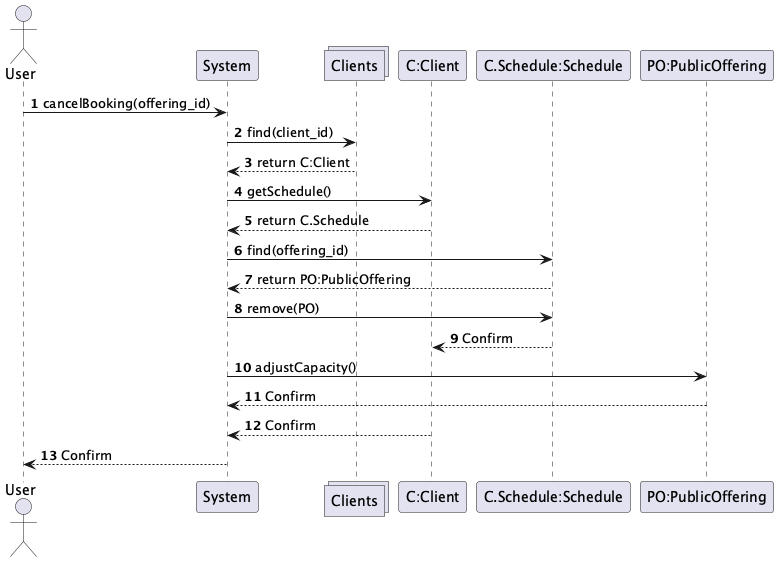 User
System
Clients
C:Client
C.Schedule:Schedule
PO:PublicOffering
1 cancelBooking(offering_id)
2 find(client_id)
3 return C:Client
4 getSchedule()
5 return C.Schedule
6 find(offering_id)
7 return PO:PublicOffering
8 remove(PO)
9 Confirm
10 adjustCapacity()
11 Confirm
12 Confirm
13 Confirm
User
System
Clients
C:Client
C.Schedule:Schedule
PO:PublicOffering